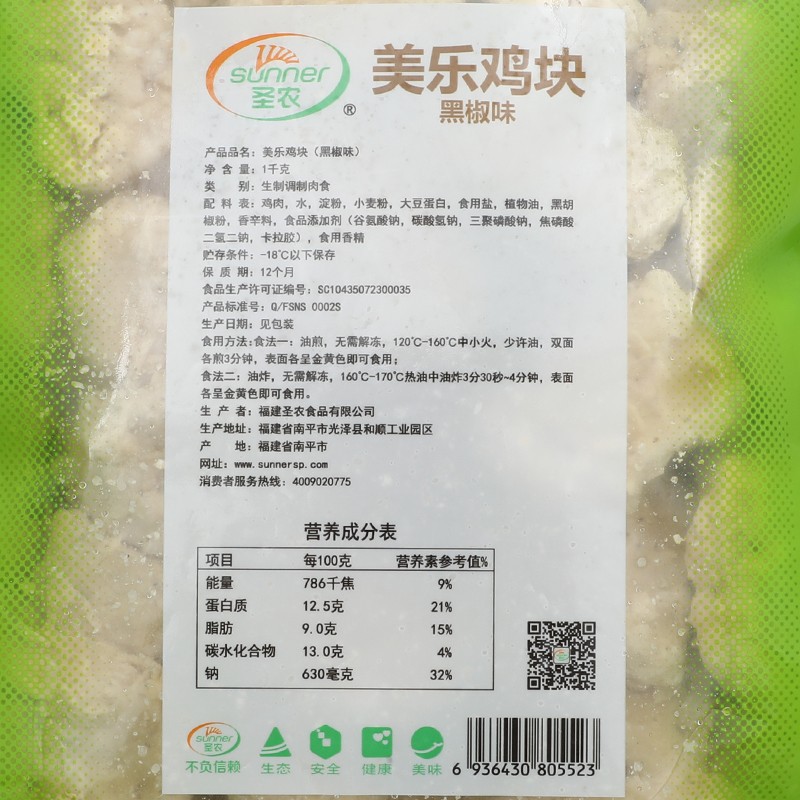 sunner
圣农
®
美乐鸡块
黑椒味
产品品名：美乐鸡块（黑椒味）
净 含 量：1千克
类 别：生制调制肉食
配 料 表：鸡肉，水，淀粉，小麦粉，大豆蛋白，食用盐，植物油，黑胡
椒粉，香辛料，食品添加剂（谷氨酸钠，碳酸氢钠，三聚磷酸钠，焦磷酸
二氢二钠，卡拉胶），食用香精
贮存条件：-18℃以下保存
保 质 期：12个月
食品生产许可证编号：SC10435072300035
产品标准号：Q/FSNS 0002S
生产日期：见包装
食用方法：食法一：油煎，无需解冻，120℃-160℃中小火，少许油，双面
各煎3分钟，表面各呈金黄色即可食用；
食法二：油炸，无需解冻，160℃-170℃热油中油炸3分30秒~4分钟，表面
各呈金黄色即可食用。
生 产 者：福建圣农食品有限公司
生产地址：福建省南平市光泽县和顺工业园区
产 地：福建省南平市
网址：www.sunnersp.com
消费者服务热线：4009020775
营养成分表
项目 每100克 营养素参考值%
能量 786千焦 9%
蛋白质 12.5克 21%
脂肪 9.0克 15%
碳水化合物 13.0克 4%
钠 630毫克 32%
sunner
圣农
不负信赖 生态 安全 健康 美味
6 936430 805523